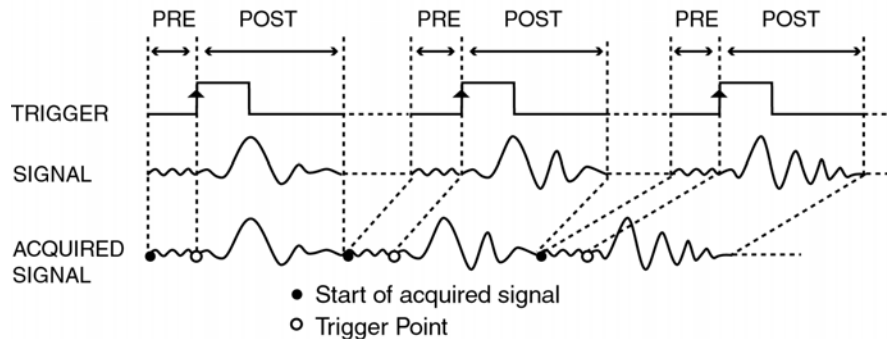 PRE POST PRE POST PRE POST
TRIGGER
SIGNAL
ACQUIRED
SIGNAL
Start of acquired signal
Trigger Point